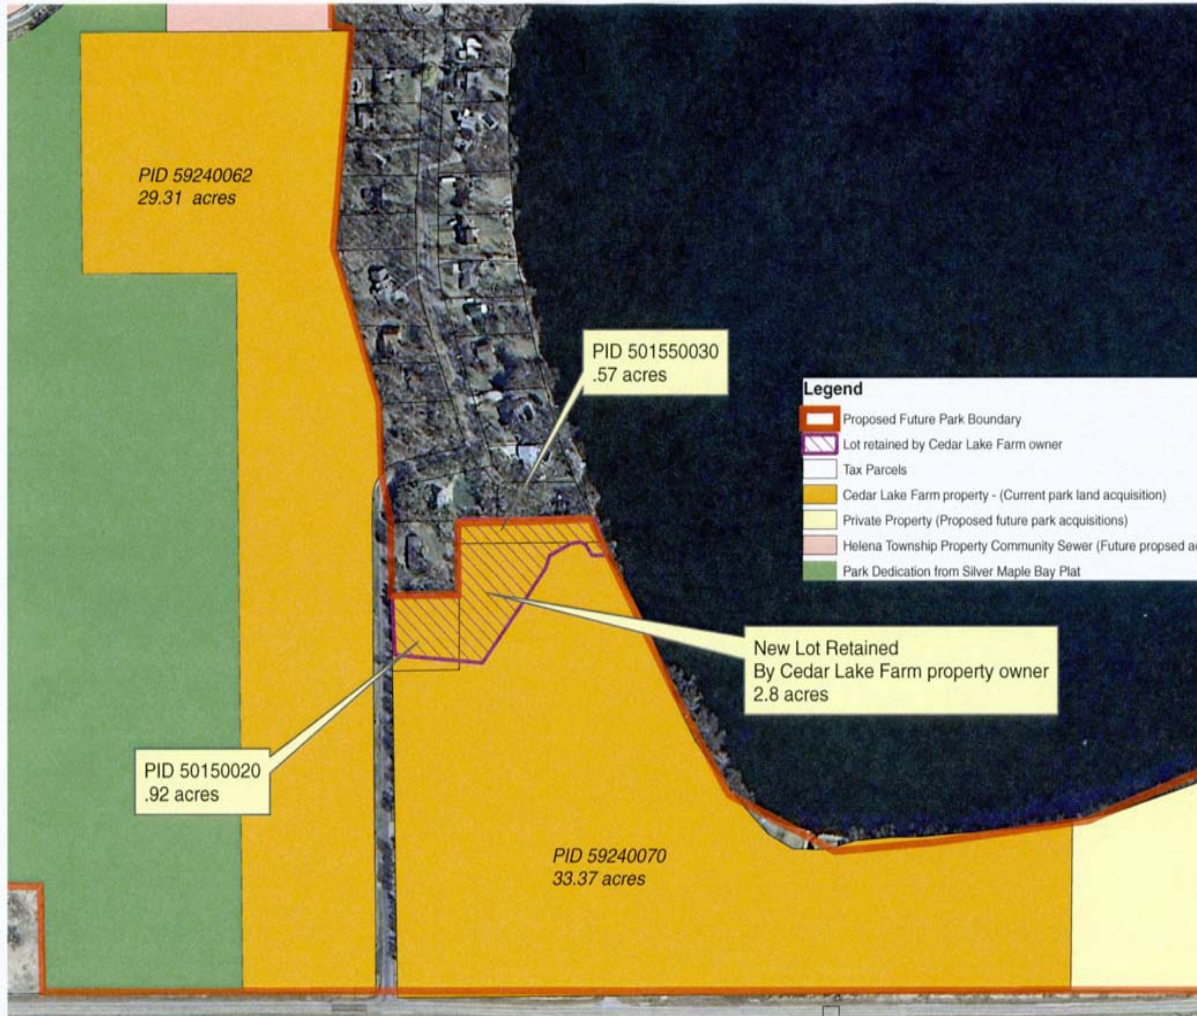 PID 59240062
29.31 acres
PID 501550030
.57 acres
Legend
Proposed Future Park Boundary
Lot retained by Cedar Lake Farm owner
Tax Parcels
Cedar Lake Farm property - (Current park land acquisition)
Private Property (Proposed future park acquisitions)
Helena Township Property Community Sewer (Future propsed a
Park Dedication from Silver Maple Bay Plat
New Lot Retained
By Cedar Lake Farm property owner
2.8 acres
PID 50150020
.92 acres
PID 59240070
33.37 acres